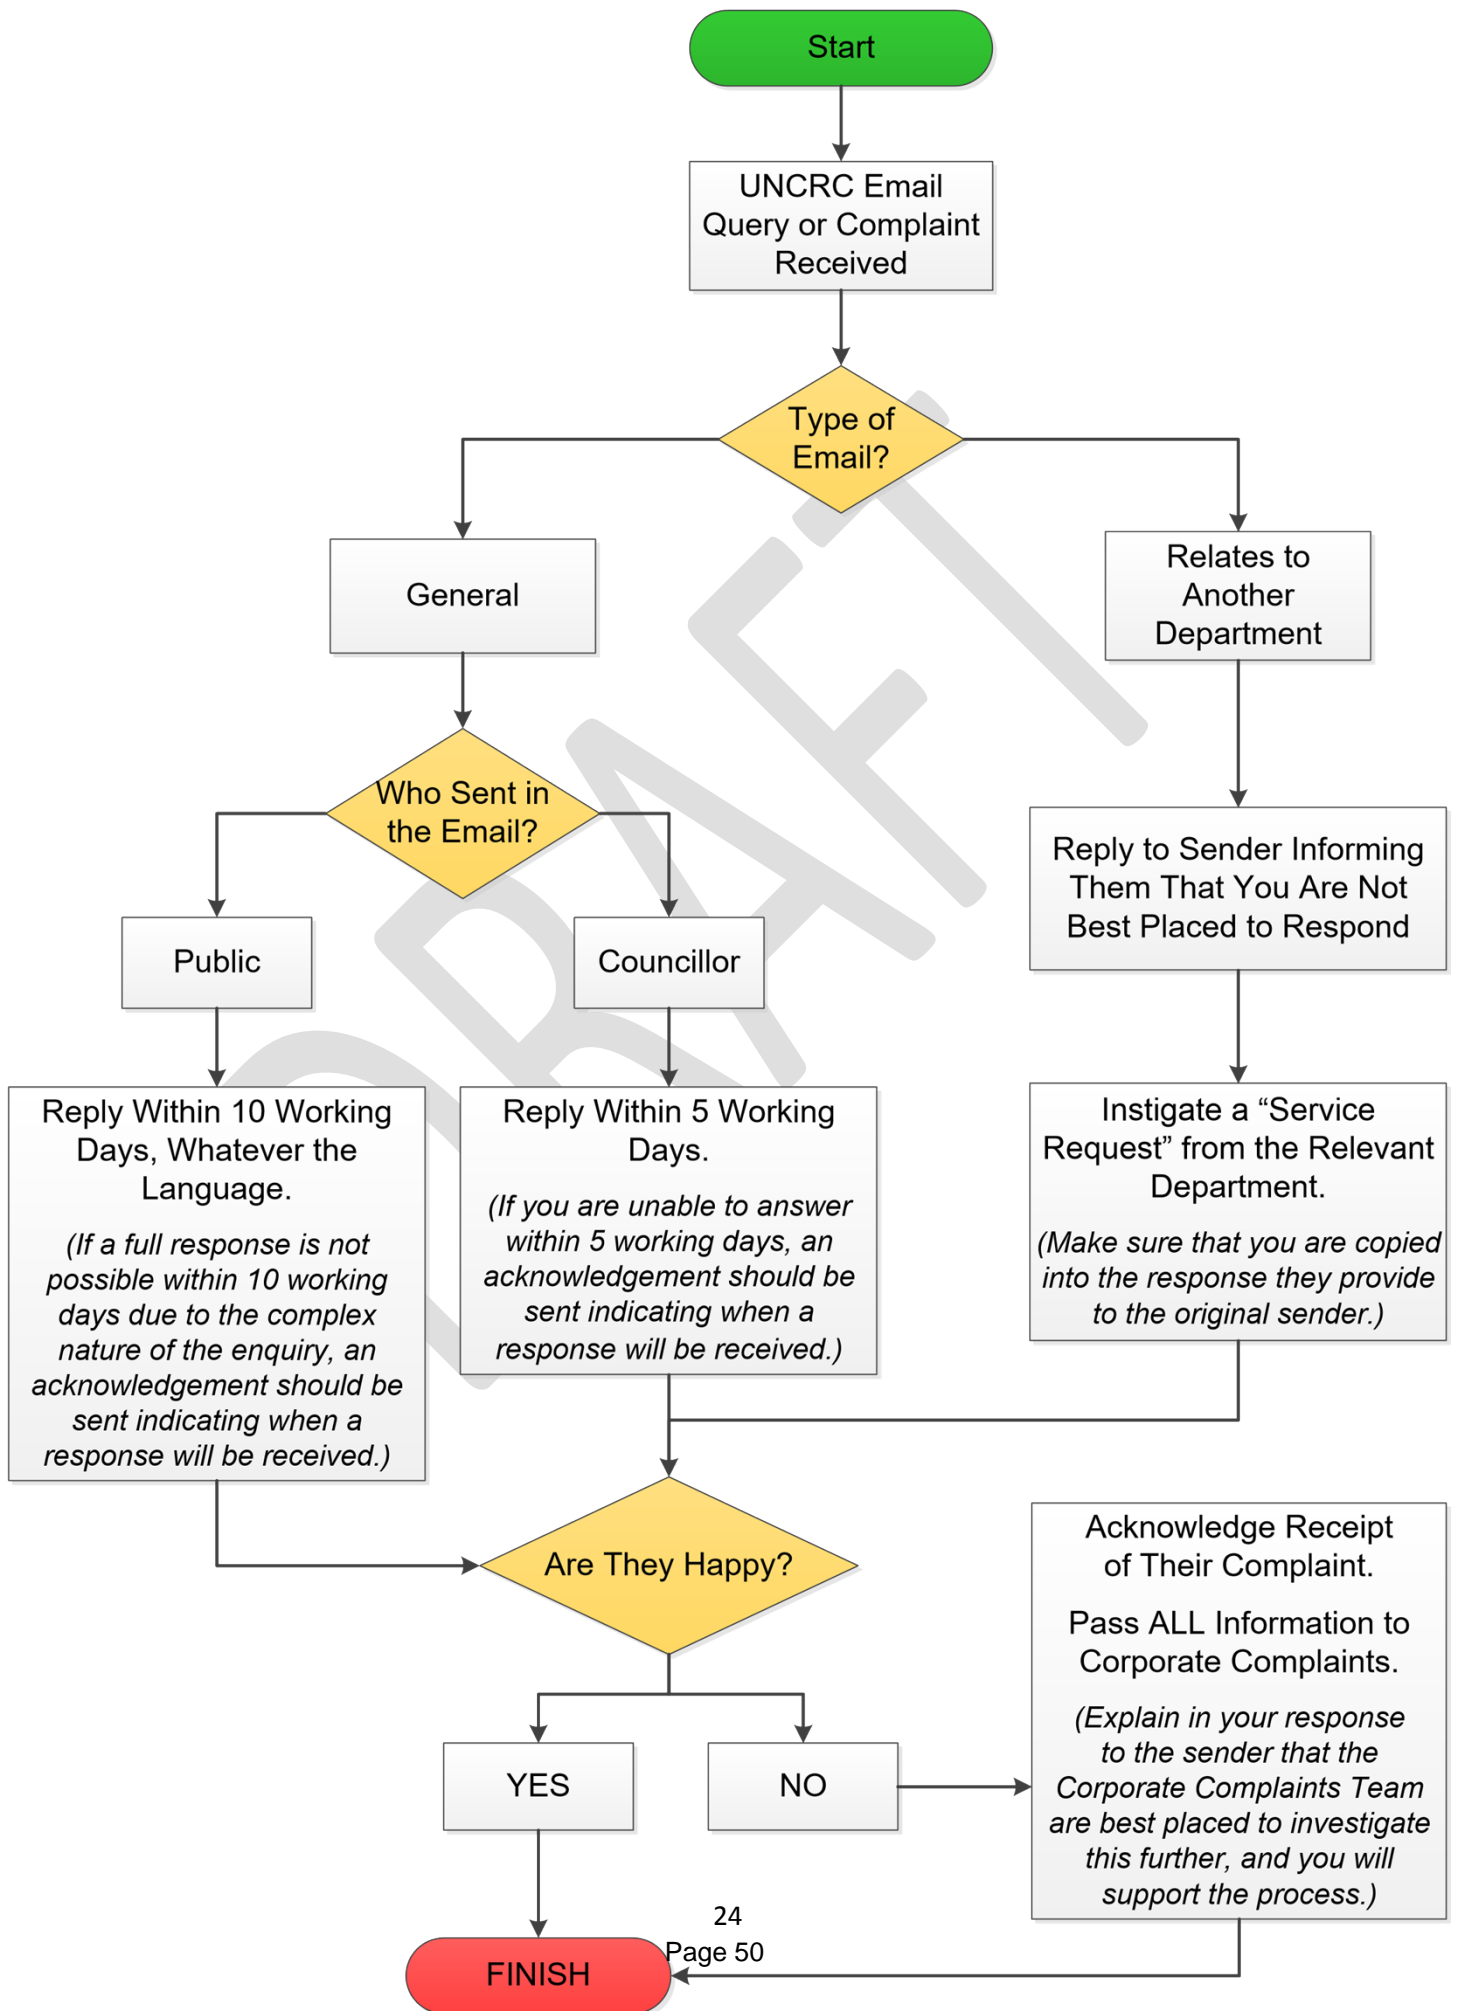 Start
UNCRC Email
Query or Complaint
Received
Type of
Email?
General
Relates to
Another
Department
Who Sent in
the Email?
Reply to Sender Informing
Them That You Are Not
Best Placed to Respond
Public
Councillor
Reply Within 10 Working
Days, Whatever the
Language.
(If a full response is not
possible within 10 working
days due to the complex
nature of the enquiry, an
acknowledgement should be
sent indicating when a
response will be received.)
Reply Within 5 Working
Days.
(If you are unable to answer
within 5 working days, an
acknowledgement should be
sent indicating when a
response will be received.)
Instigate a “Service
Request” from the Relevant
Department.
(Make sure that you are copied
into the response they provide
to the original sender.)
Are They Happy?
Acknowledge Receipt
of Their Complaint.
Pass ALL Information to
Corporate Complaints.
(Explain in your response
to the sender that the
Corporate Complaints Team
are best placed to investigate
this further, and you will
support the process.)
YES
NO
24
Page 50
FINISH
DRAFT